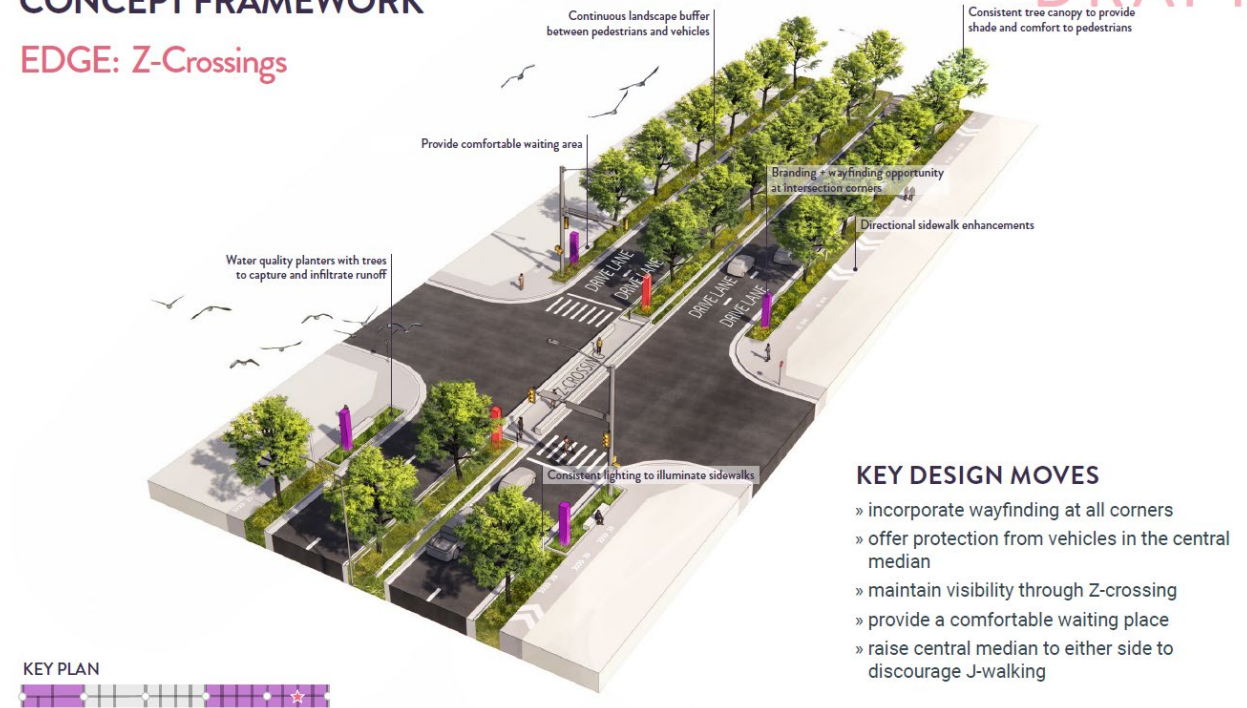 CONCEPT FRAMEWORK
DRAFT
EDGE: Z-Crossings
Continuous landscape buffer
between pedestrians and vehicles
Consistent tree canopy to provide
shade and comfort to pedestrians
Provide comfortable waiting area
Branding + wayfinding opportunity
at intersection corners
Directional sidewalk enhancements
Water quality planters with trees
to capture and infiltrate runoff
DRIVE LANE
DRIVE LANE
DRIVE LANE
DRIVE LANE
Z-CROSSING
Consistent lighting to illuminate sidewalks
KEY DESIGN MOVES
» incorporate wayfinding at all corners
» offer protection from vehicles in the central
median
» maintain visibility through Z-crossing
» provide a comfortable waiting place
» raise central median to either side to
discourage J-walking
KEY PLAN